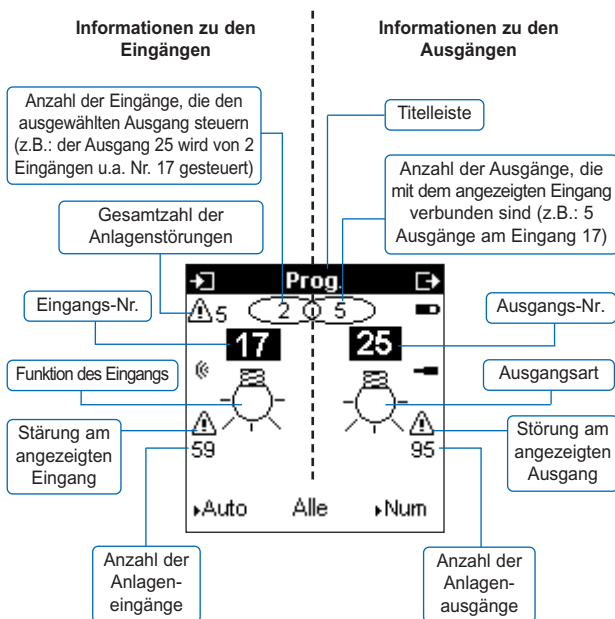 Informationen zu den
Eingängen
Informationen zu den
Ausgängen
Anzahl der Eingänge, die den
ausgewählten Ausgang steuern
(z.B.: der Ausgang 25 wird von 2
Eingängen u.a. Nr. 17 gesteuert)
Titelleiste
Anzahl der Ausgänge, die
mit dem angezeigten Eingang
verbunden sind (z.B.: 5
Ausgänge am Eingang 17)
Gesamtzahl der
Anlagenstörungen
Prog.
5
2
5
Eingangs-Nr.
17
25
Ausgangs-Nr.
Funktion des Eingangs
Ausgangsart
Stärung am
angezeigten
Eingang
59
95
Störung am
angezeigten
Ausgang
Auto Alle Num
Anzahl der
Anlagen-
eingänge
Anzahl der
Anlagen-
ausgänge